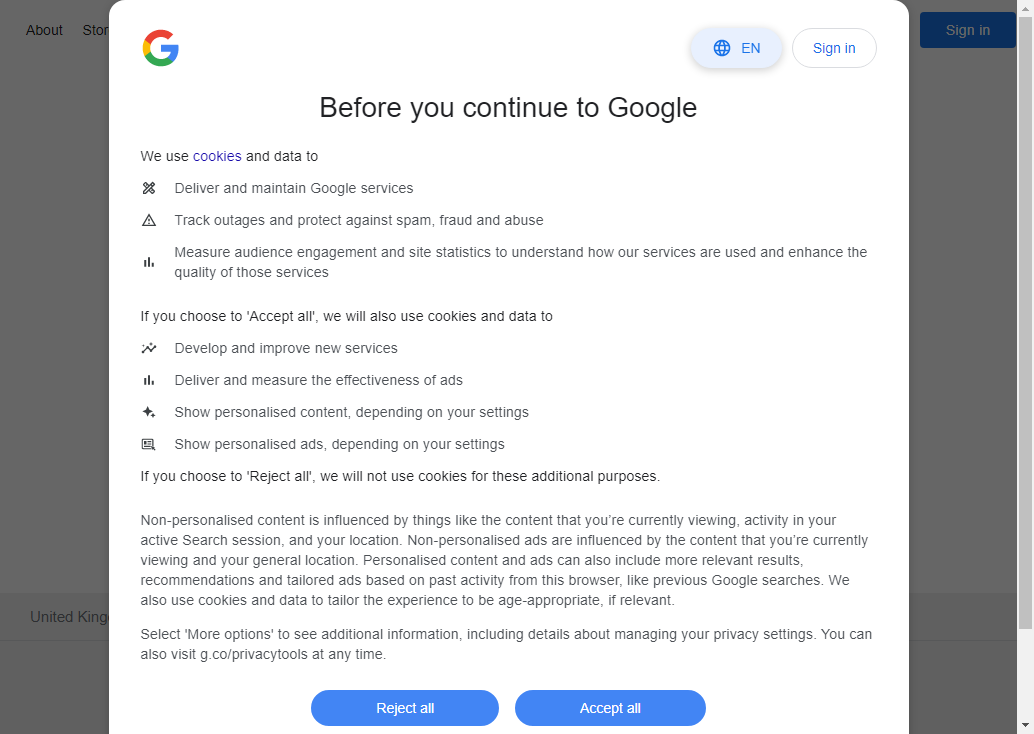 About Stor
Sign in
EN
Sign in
Before you continue to Google
We use cookies and data to
Deliver and maintain Google services
Track outages and protect against spam, fraud and abuse
Measure audience engagement and site statistics to understand how our services are used and enhance the
quality of those services
If you choose to 'Accept all', we will also use cookies and data to
Develop and improve new services
Deliver and measure the effectiveness of ads
Show personalised content, depending on your settings
Show personalised ads, depending on your settings
If you choose to 'Reject all', we will not use cookies for these additional purposes.
Non-personalised content is influenced by things like the content that you’re currently viewing, activity in your
active Search session, and your location. Non-personalised ads are influenced by the content that you’re currently
viewing and your general location. Personalised content and ads can also include more relevant results,
recommendations and tailored ads based on past activity from this browser, like previous Google searches. We
also use cookies and data to tailor the experience to be age-appropriate, if relevant.
United King
Select 'More options' to see additional information, including details about managing your privacy settings. You can
also visit g.co/privacytools at any time.
Reject all
Accept all